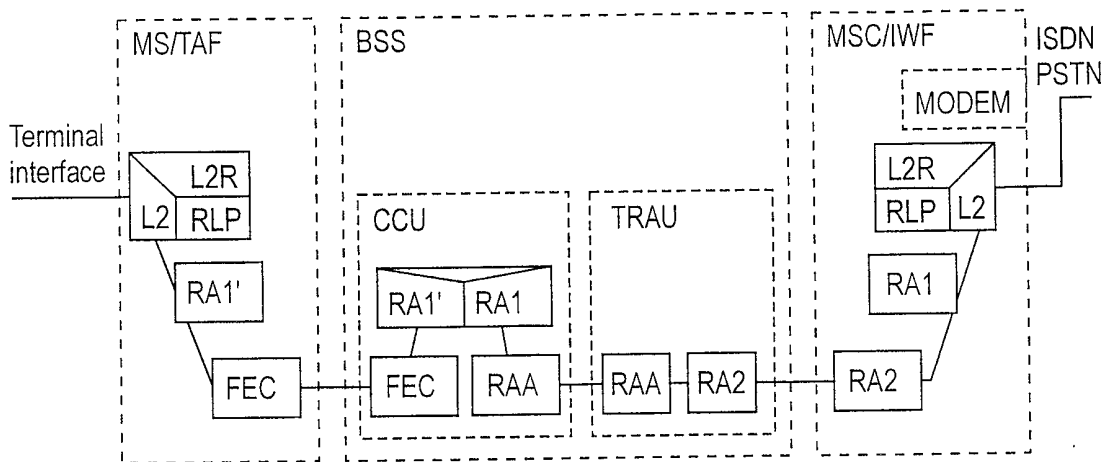 MS/TAF
BSS
MSC/IWF
ISDN
PSTN
MODEM
Terminal
interface
L2R
L2
RLP
L2R
RLP
L2
CCU
TRAU
RA1'
RA1'
RA1
RA1
FEC
FEC
RAA
RAA
RA2
RA2